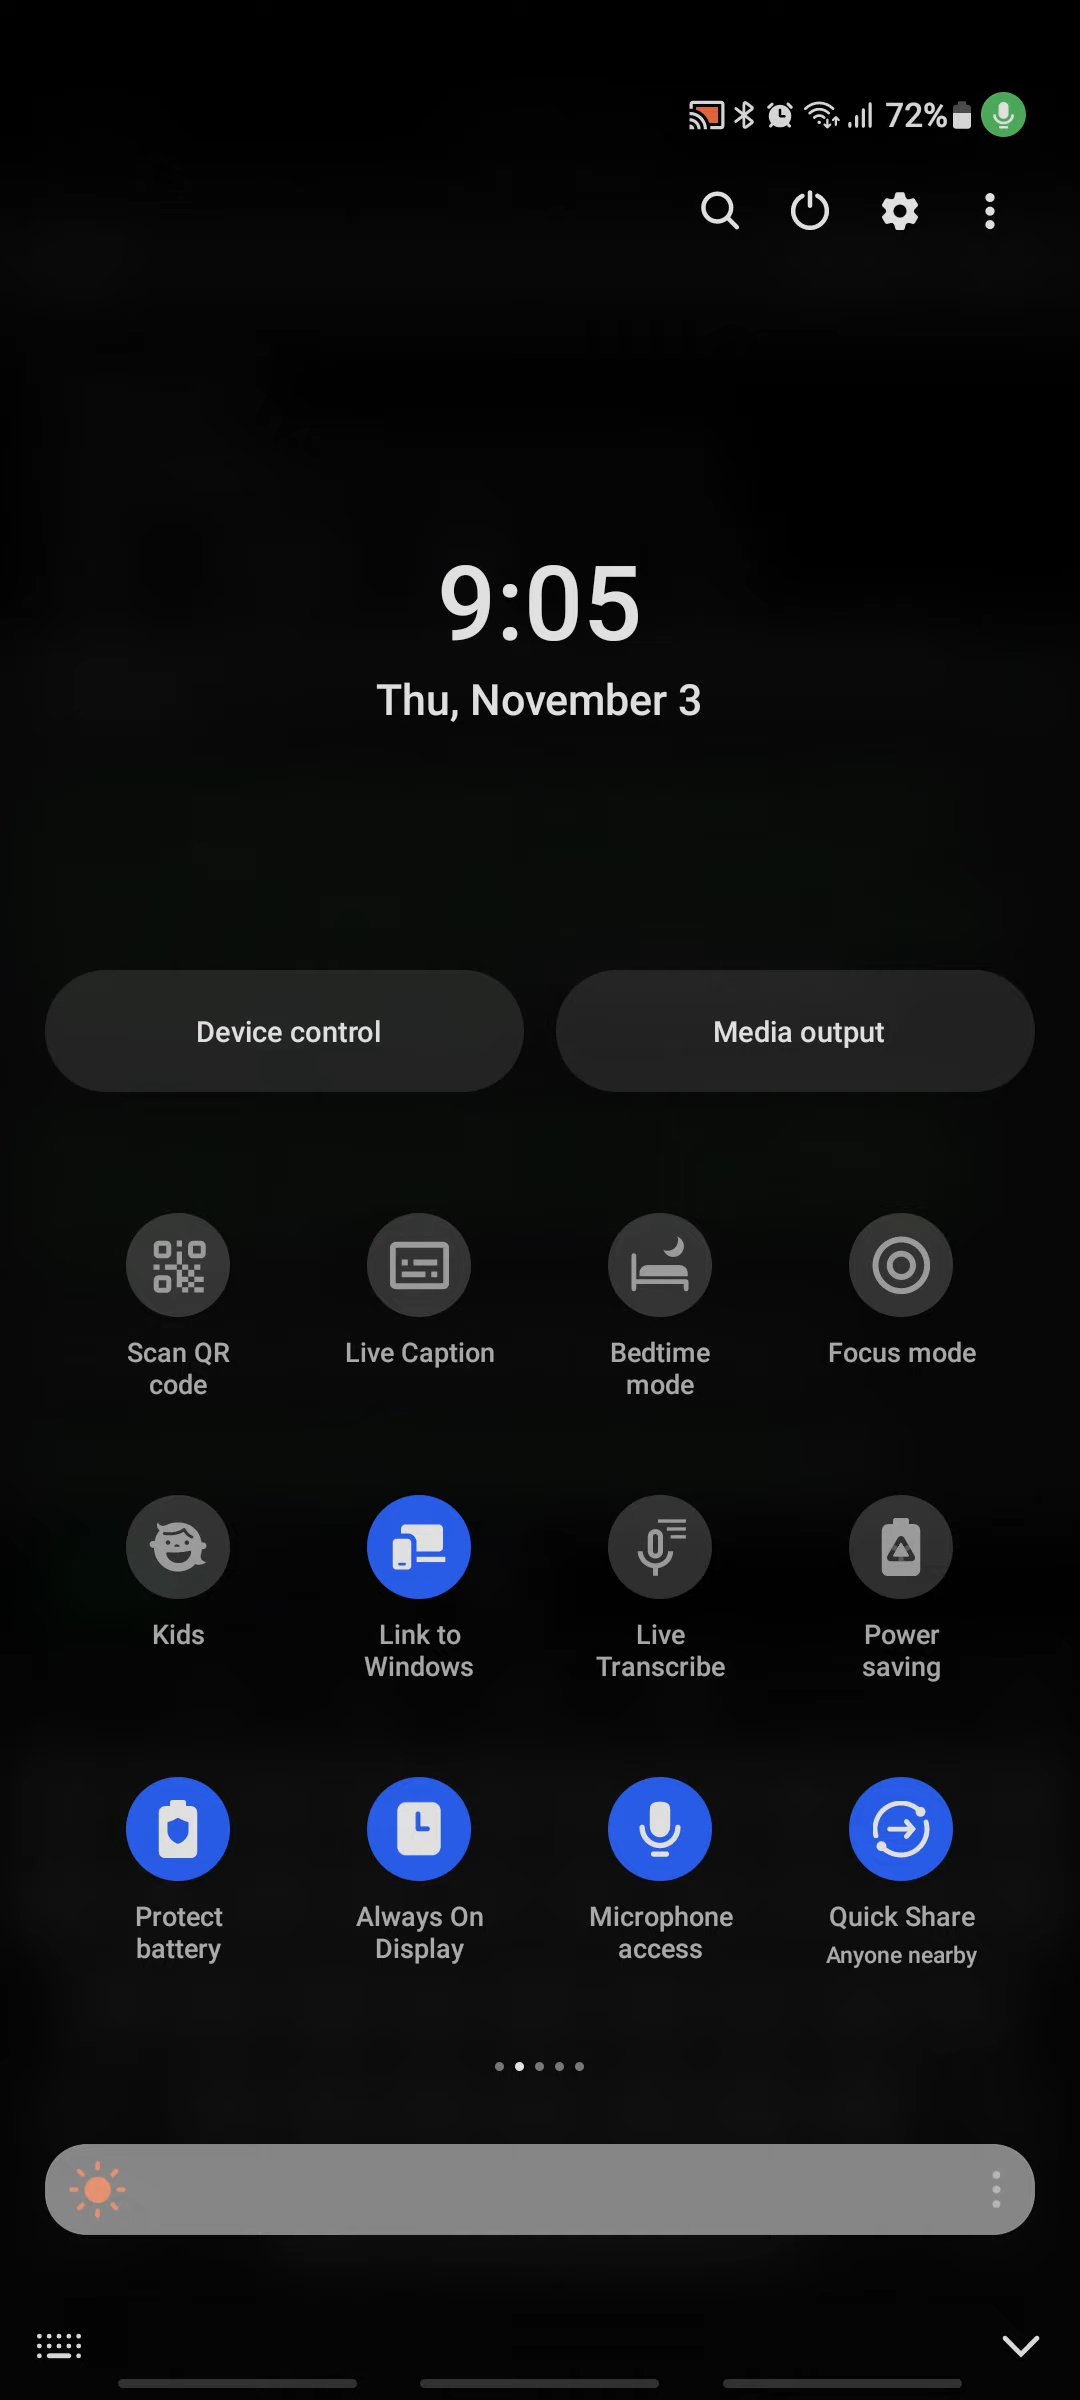 72%
9:05
Thu, November 3
Device control
Media output
Scan QR
code
Live Caption
Bedtime
mode
Focus mode
Kids
Link to
Windows
Live
Transcribe
Power
saving
Protect
battery
Always On
Display
Microphone
access
Quick Share
Anyone nearby